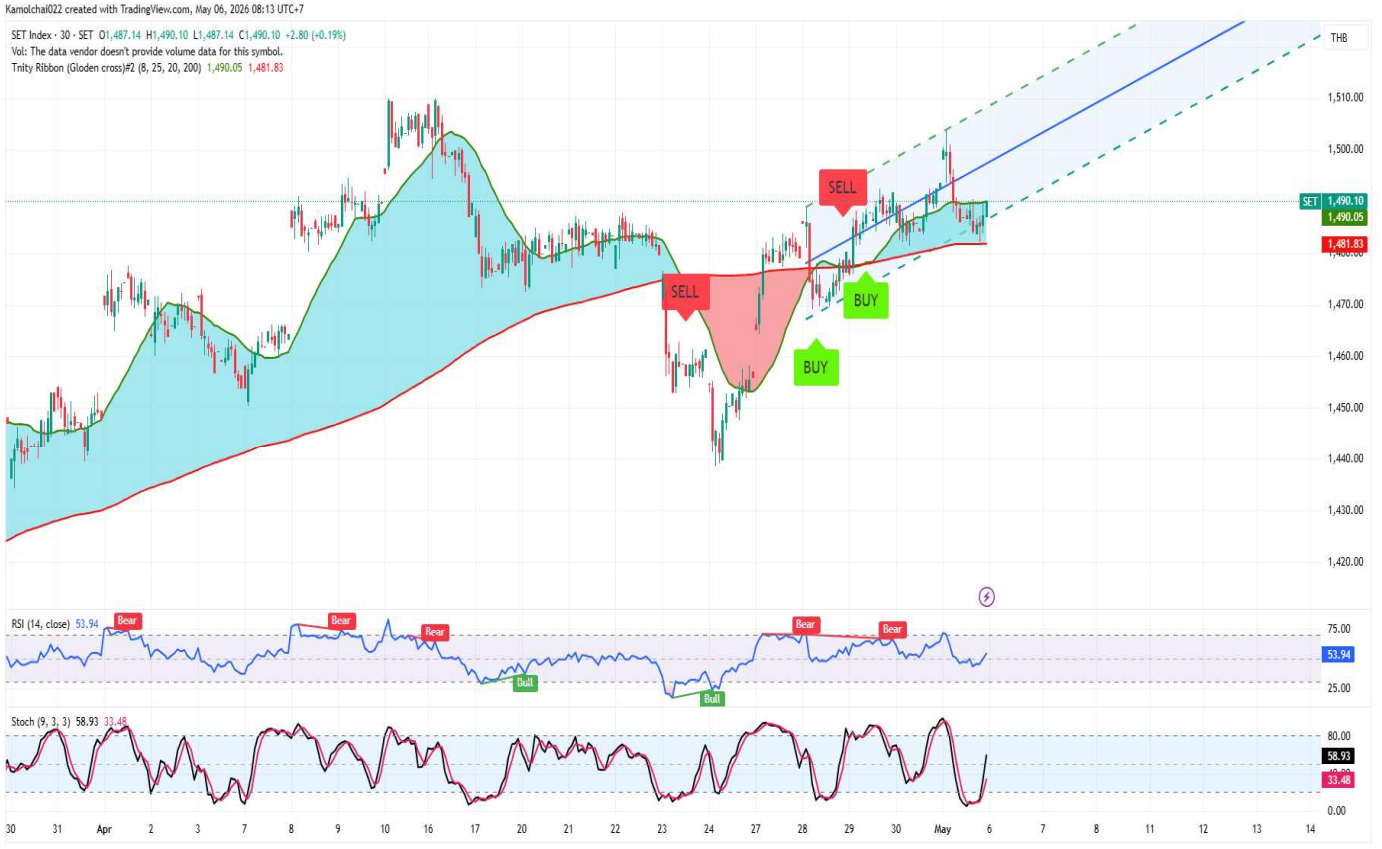 Kamolchai022 created with TradingView.com, May 06, 2026 08:13 UTC+7
SET Index · 30 · SET O1,487.14 H1,490.10 L1,487.14 C1,490.10 +2.80 (+0.19%)
Vol: The data vendor doesn't provide volume data for this symbol.
Tnity Ribbon (Gloden cross)#2 (8, 25, 20, 200) 1,490.05 1,481.83
THB
1,510.00
1,500.00
SELL
SET 1,490.10
1,490.05
1,481.83
1,480.00
SELL
BUY
1,470.00
1,460.00
BUY
1,450.00
1,440.00
1,430.00
1,420.00
RSI (14, close) 53.94
Bear
Bear
Bear
Bear
Bear
75.00
53.94
Bull
Bull
25.00
Stoch (9, 3, 3) 58.93 33.48
80.00
58.93
33.48
0.00
30 31 Apr 2 3 7 8 9 10 16 17 20 21 22 23 24 27 28 29 30 May 6 7 8 11 12 13 14